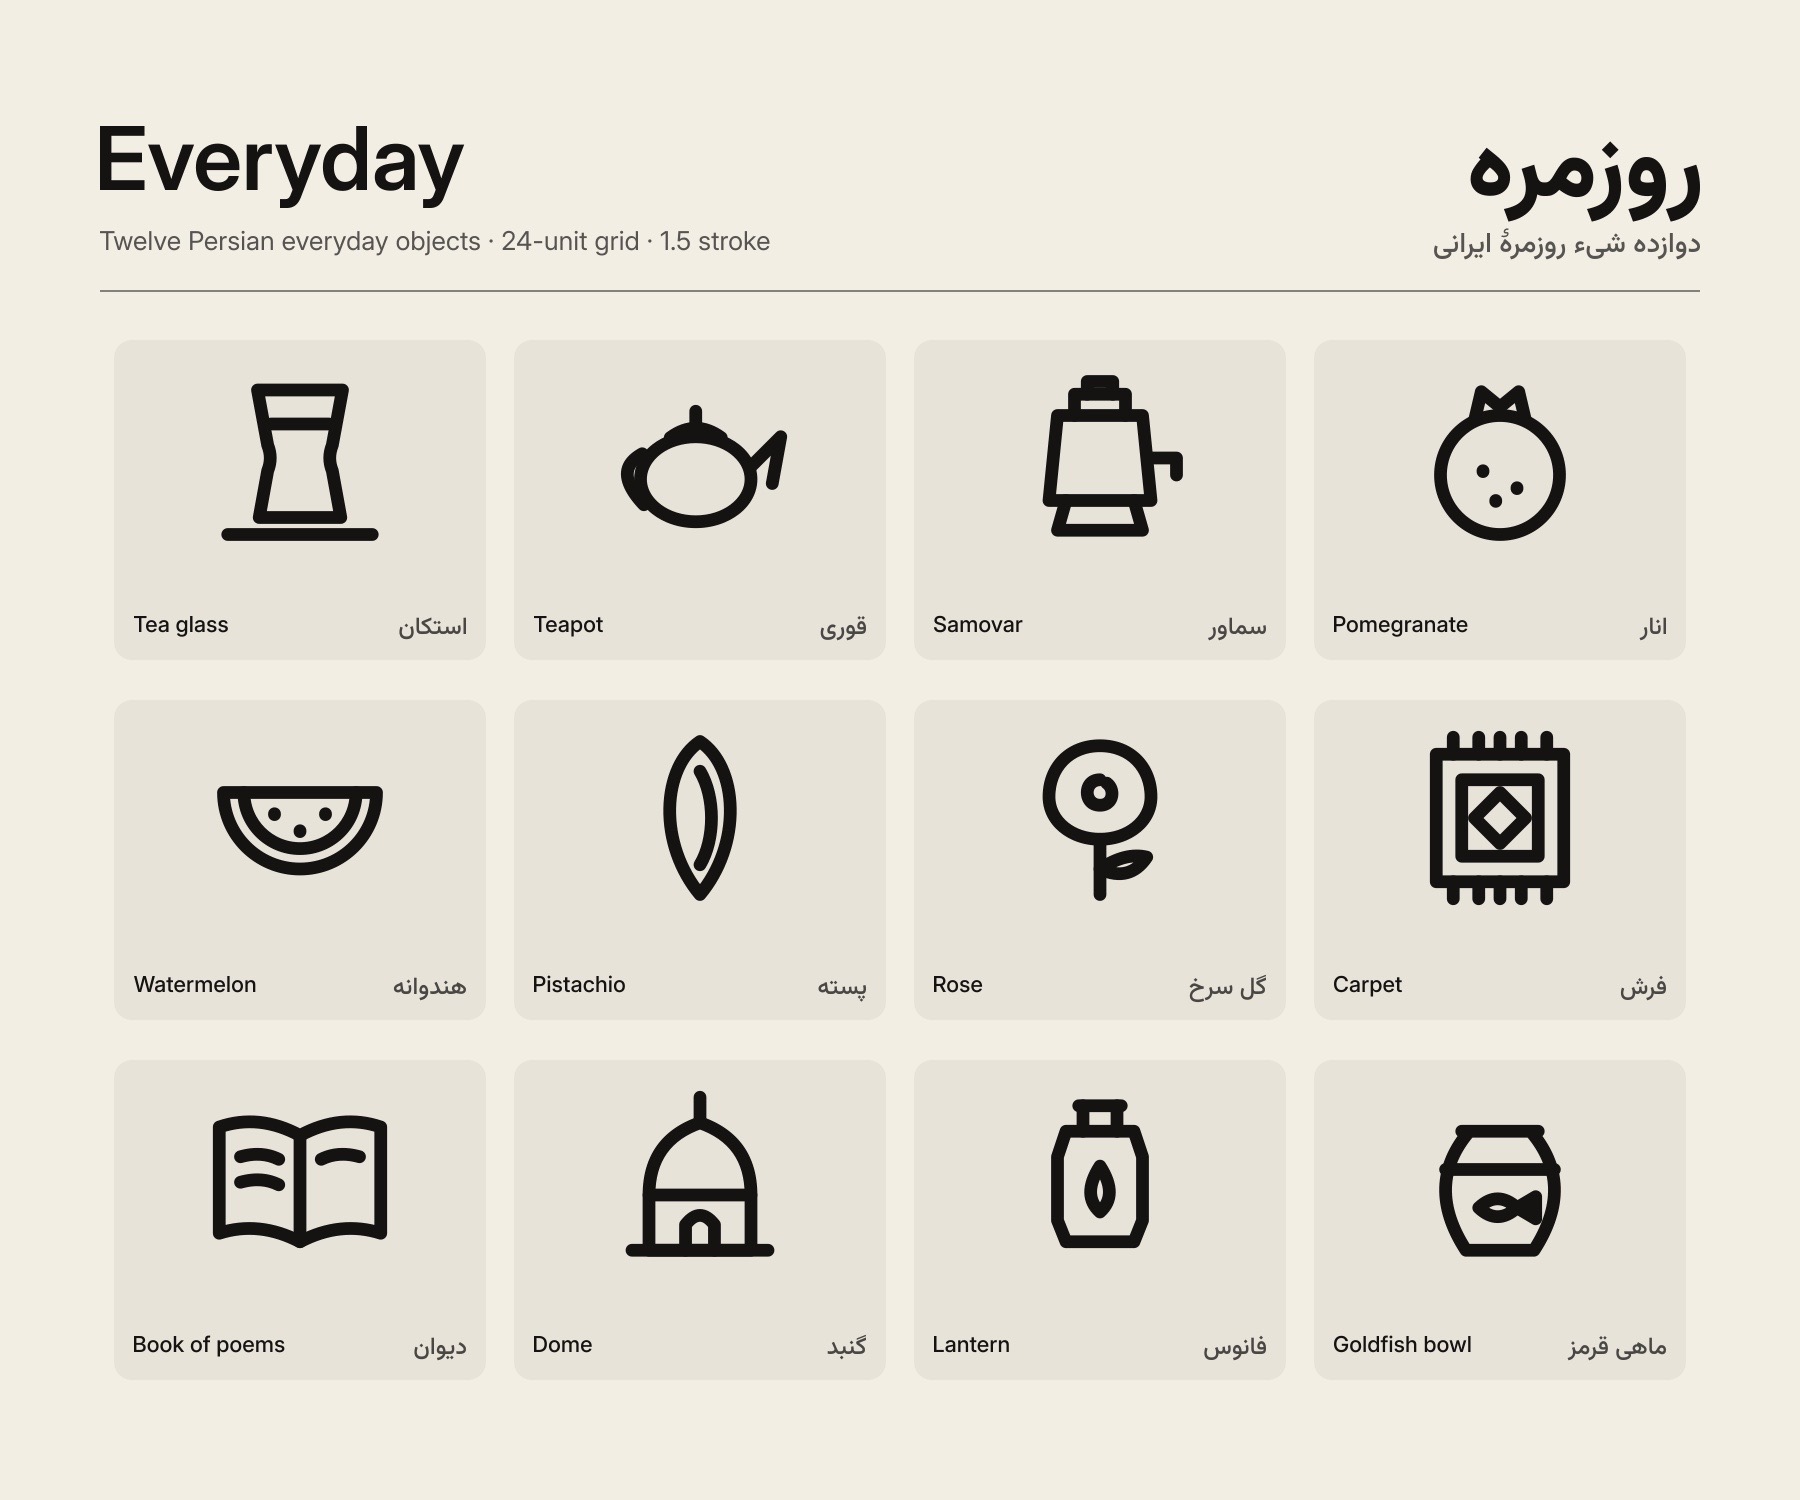 Everyday
روزمره
Twelve Persian everyday objects · 24-unit grid · 1.5 stroke
دوازده شیء روزمرهٔ ایرانی
Tea glass
استکان
Teapot
قوری
Samovar
سماور
Pomegranate
انار
Watermelon
هندوانه
Pistachio
پسته
Rose
گل سرخ
Carpet
فرش
Book of poems
دیوان
Dome
گنبد
Lantern
فانوس
Goldfish bowl
ماهی قرمز